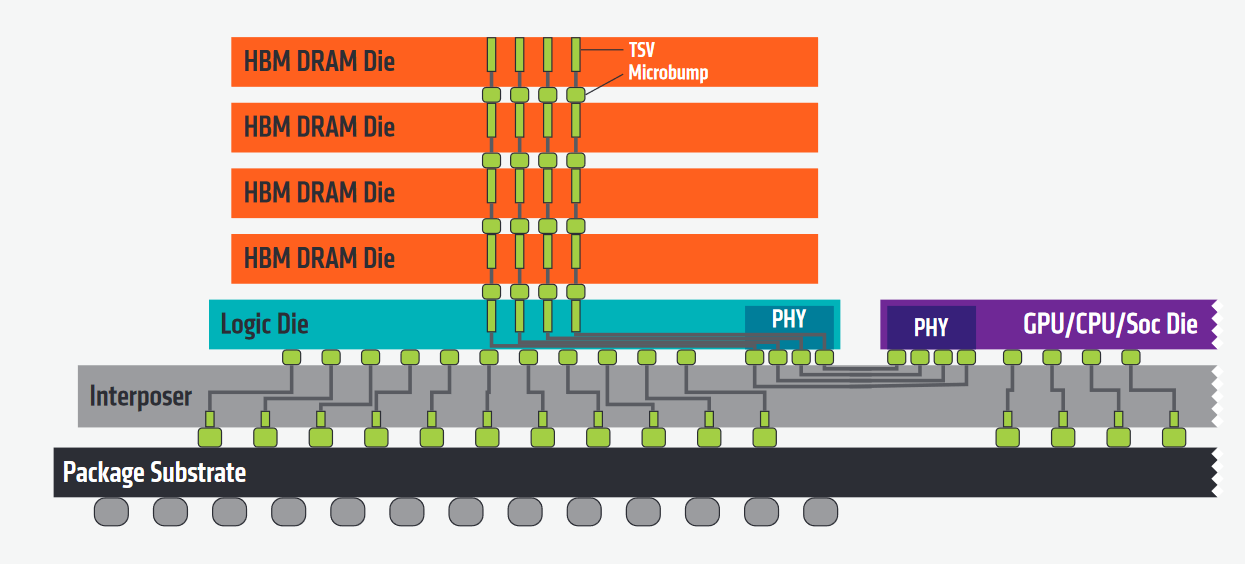 HBM DRAM Die
TSV
Microbump
HBM DRAM Die
HBM DRAM Die
HBM DRAM Die
Logic Die
PHY
PHY
GPU/CPU/Soc Die
Interposer
Package Substrate